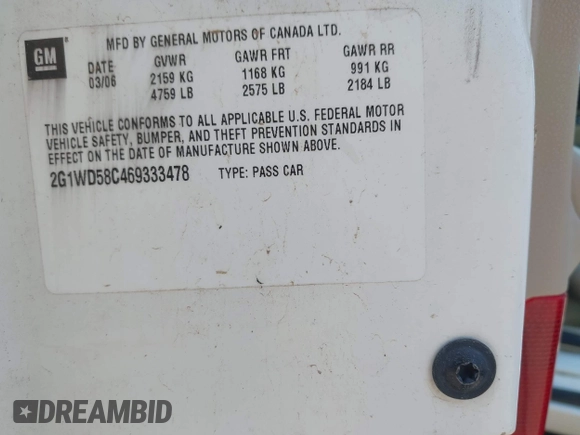 MFD BY GENERAL MOTORS OF CANADA LTD.
GM
DATE GVWR GAWR FRT GAWR RR
03/06 2159 KG 1168 KG 991 KG
4759 LB 2575 LB 2184 LB
THIS VEHICLE CONFORMS TO ALL APPLICABLE U.S. FEDERAL MOTOR
VEHICLE SAFETY, BUMPER, AND THEFT PREVENTION STANDARDS IN
EFFECT ON THE DATE OF MANUFACTURE SHOWN ABOVE.
2G1WD58C469333478 TYPE: PASS CAR
DREAMBID